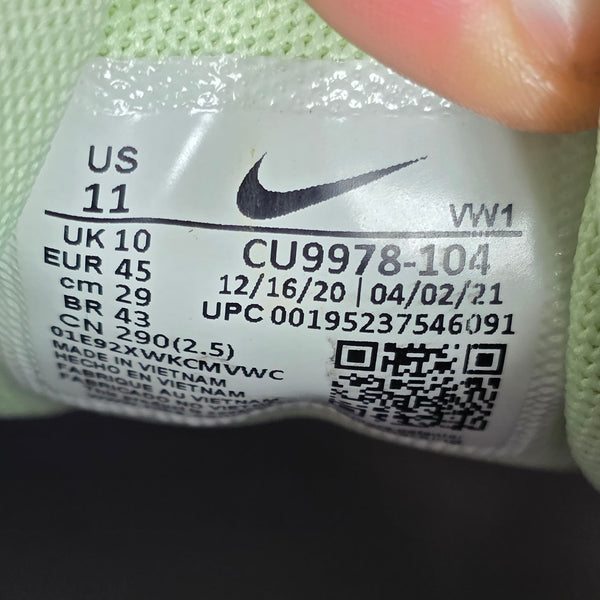 US
11
VW1
UK 10
EUR 45
cm 29
BR 43
CN 290(2.5)
CU9978-104
12/16/20 | 04/02/21
UPC 00195237546091
01E92XWKCMVWC
MADE IN VIETNAM
HECHO EN VIETNAM
FABRIQUE AU VIETNAM